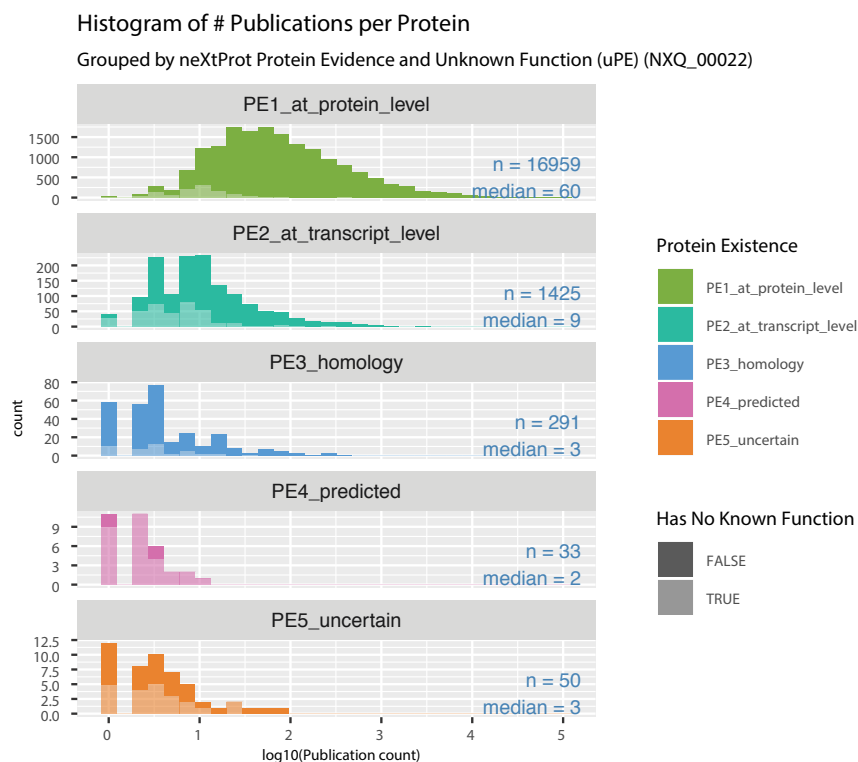 Histogram of # Publications per Protein
Grouped by neXtProt Protein Evidence and Unknown Function (uPE) (NXQ_00022)
PE1_at_protein_level
1500
1000
500
0
n = 16959
median = 60
PE2_at_transcript_level
200
150
100
50
0
n = 1425
median = 9
PE3_homology
80
60
40
20
0
n = 291
median = 3
PE4_predicted
9
6
3
0
n = 33
median = 2
PE5_uncertain
12.5
10.0
7.5
5.0
2.5
0.0
n = 50
median = 3
0 1 2 3 4 5
log10(Publication count)
count
Protein Existence
PE1_at_protein_level
PE2_at_transcript_level
PE3_homology
PE4_predicted
PE5_uncertain
Has No Known Function
FALSE
TRUE